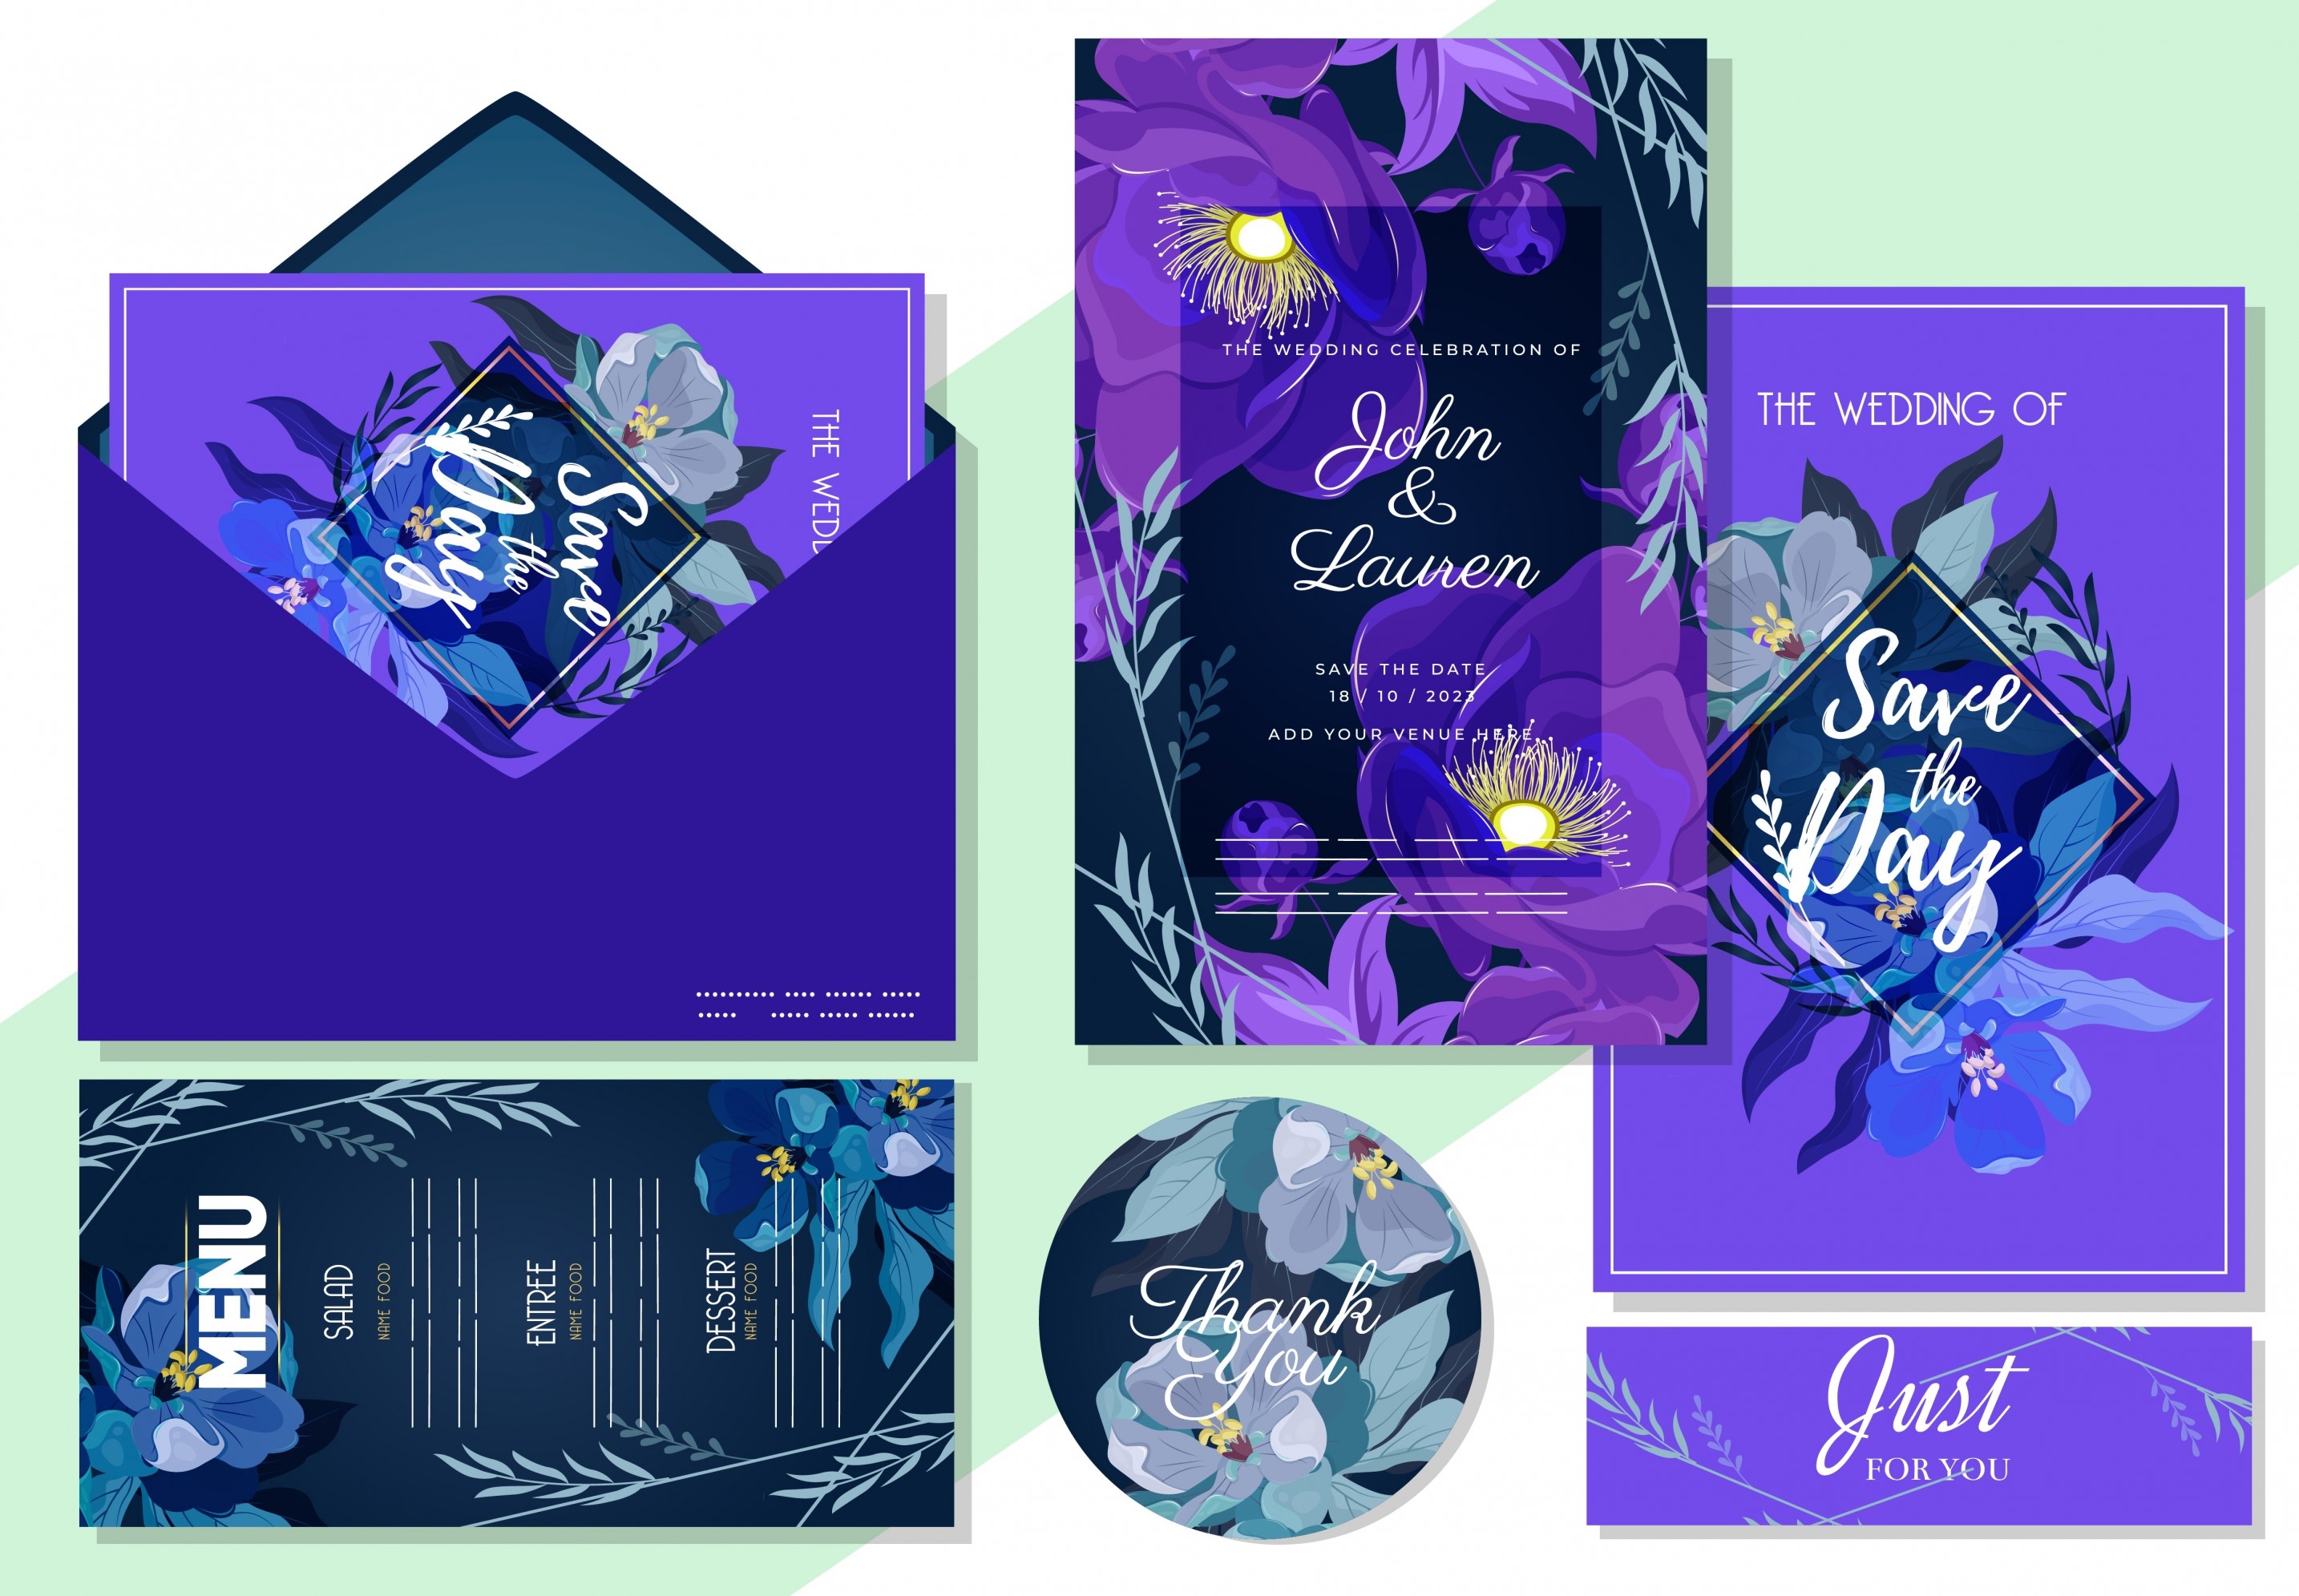 THE WEDD
Save
the
Day
THE WEDDING CELEBRATION OF
John
&
Lauren
SAVE THE DATE
18 / 10 / 2023
ADD YOUR VENUE HERE
THE WEDDING OF
Save
the
Day
MENU
SALAD
NAME FOOD
ENTREE
NAME FOOD
DESSERT
NAME FOOD
Thank
You
Just
FOR YOU